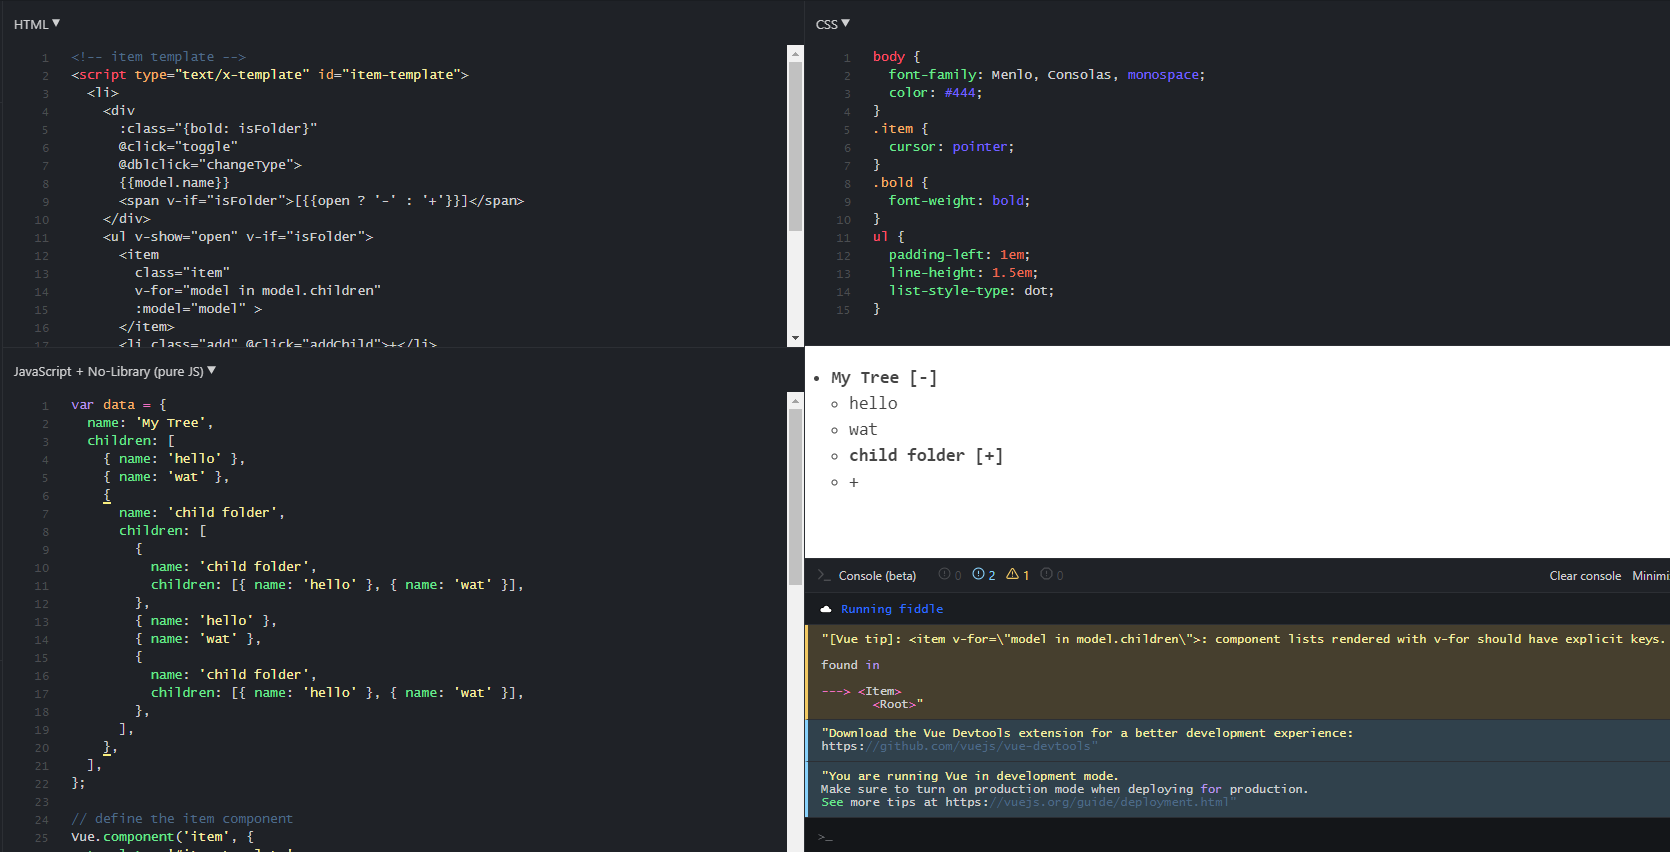 HTML ▼
1 <!-- item template -->
2 <script type="text/x-template" id="item-template">
3 <li>
4 <div
5 :class="{bold: isFolder}"
6 @click="toggle"
7 @dblclick="changeType">
8 {{model.name}}
9 <span v-if="isFolder">[{{open ? '-' : '+'}}]</span>
10 </div>
11 <ul v-show="open" v-if="isFolder">
12 <item
13 class="item"
14 v-for="model in model.children"
15 :model="model" >
16 </item>
17 <li class="add" @click="addChild">+</li>
CSS ▼
1 body {
2 font-family: Menlo, Consolas, monospace;
3 color: #444;
4 }
5 .item {
6 cursor: pointer;
7 }
8 .bold {
9 font-weight: bold;
10 }
11 ul {
12 padding-left: 1em;
13 line-height: 1.5em;
14 list-style-type: dot;
15 }
JavaScript + No-Library (pure JS) ▼
1 var data = {
2 name: 'My Tree',
3 children: [
4 { name: 'hello' },
5 { name: 'wat' },
6 {
7 name: 'child folder',
8 children: [
9 {
10 name: 'child folder',
11 children: [{ name: 'hello' }, { name: 'wat' }],
12 },
13 { name: 'hello' },
14 { name: 'wat' },
15 {
16 name: 'child folder',
17 children: [{ name: 'hello' }, { name: 'wat' }],
18 },
19 ],
20 },
21 ],
22 };
23
24 // define the item component
25 Vue.component('item', {
My Tree [-]
hello
wat
child folder [+]
+
>_ Console (beta) 0 2 1 0 Clear console Minimi
Running fiddle
"[Vue tip]: <item v-for=\"model in model.children\">: component lists rendered with v-for should have explicit keys.
found in
---> <Item>
<Root>"
"Download the Vue Devtools extension for a better development experience:
https://github.com/vuejs/vue-devtools"
"You are running Vue in development mode.
Make sure to turn on production mode when deploying for production.
See more tips at https://vuejs.org/guide/deployment.html"
>_